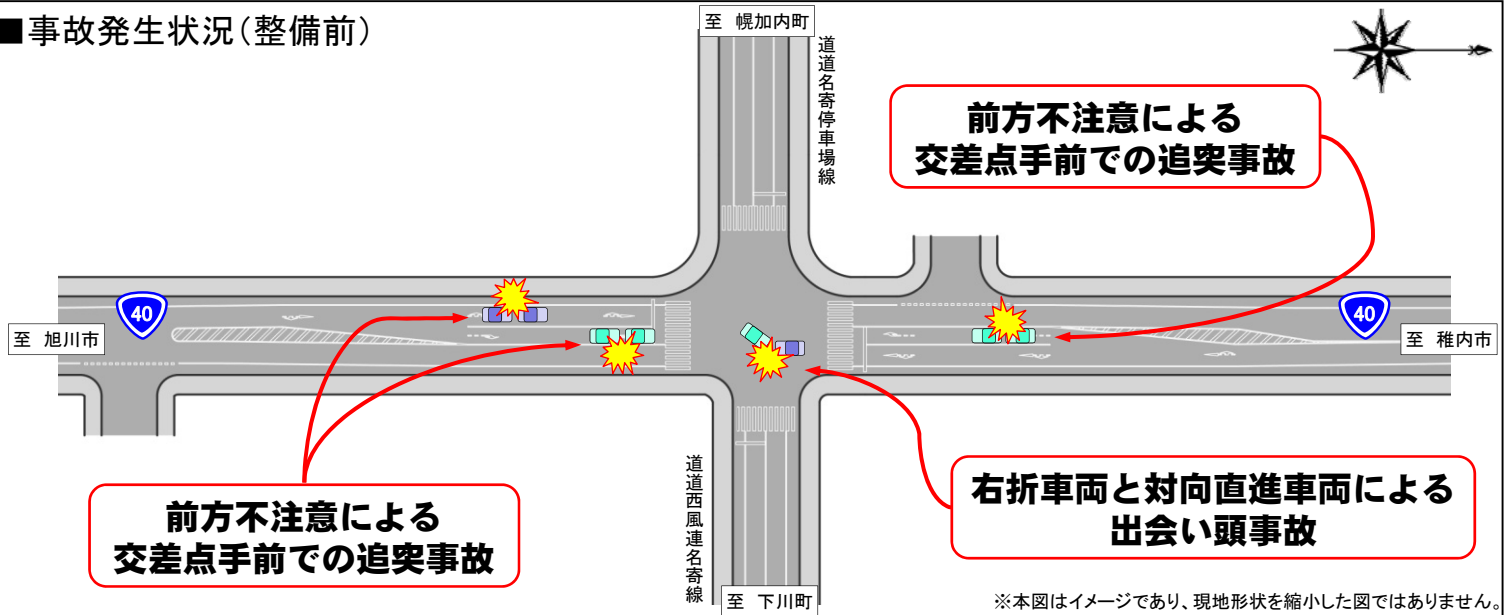 ■事故発生状況(整備前)
至 幌加内町
道道名寄停車場線
前方不注意による
交差点手前での追突事故
40
至 旭川市
40
至 稚内市
前方不注意による
交差点手前での追突事故
道道西風連名寄線
至 下川町
右折車両と対向直進車両による
出会い頭事故
※本図はイメージであり、現地形状を縮小した図ではありません。